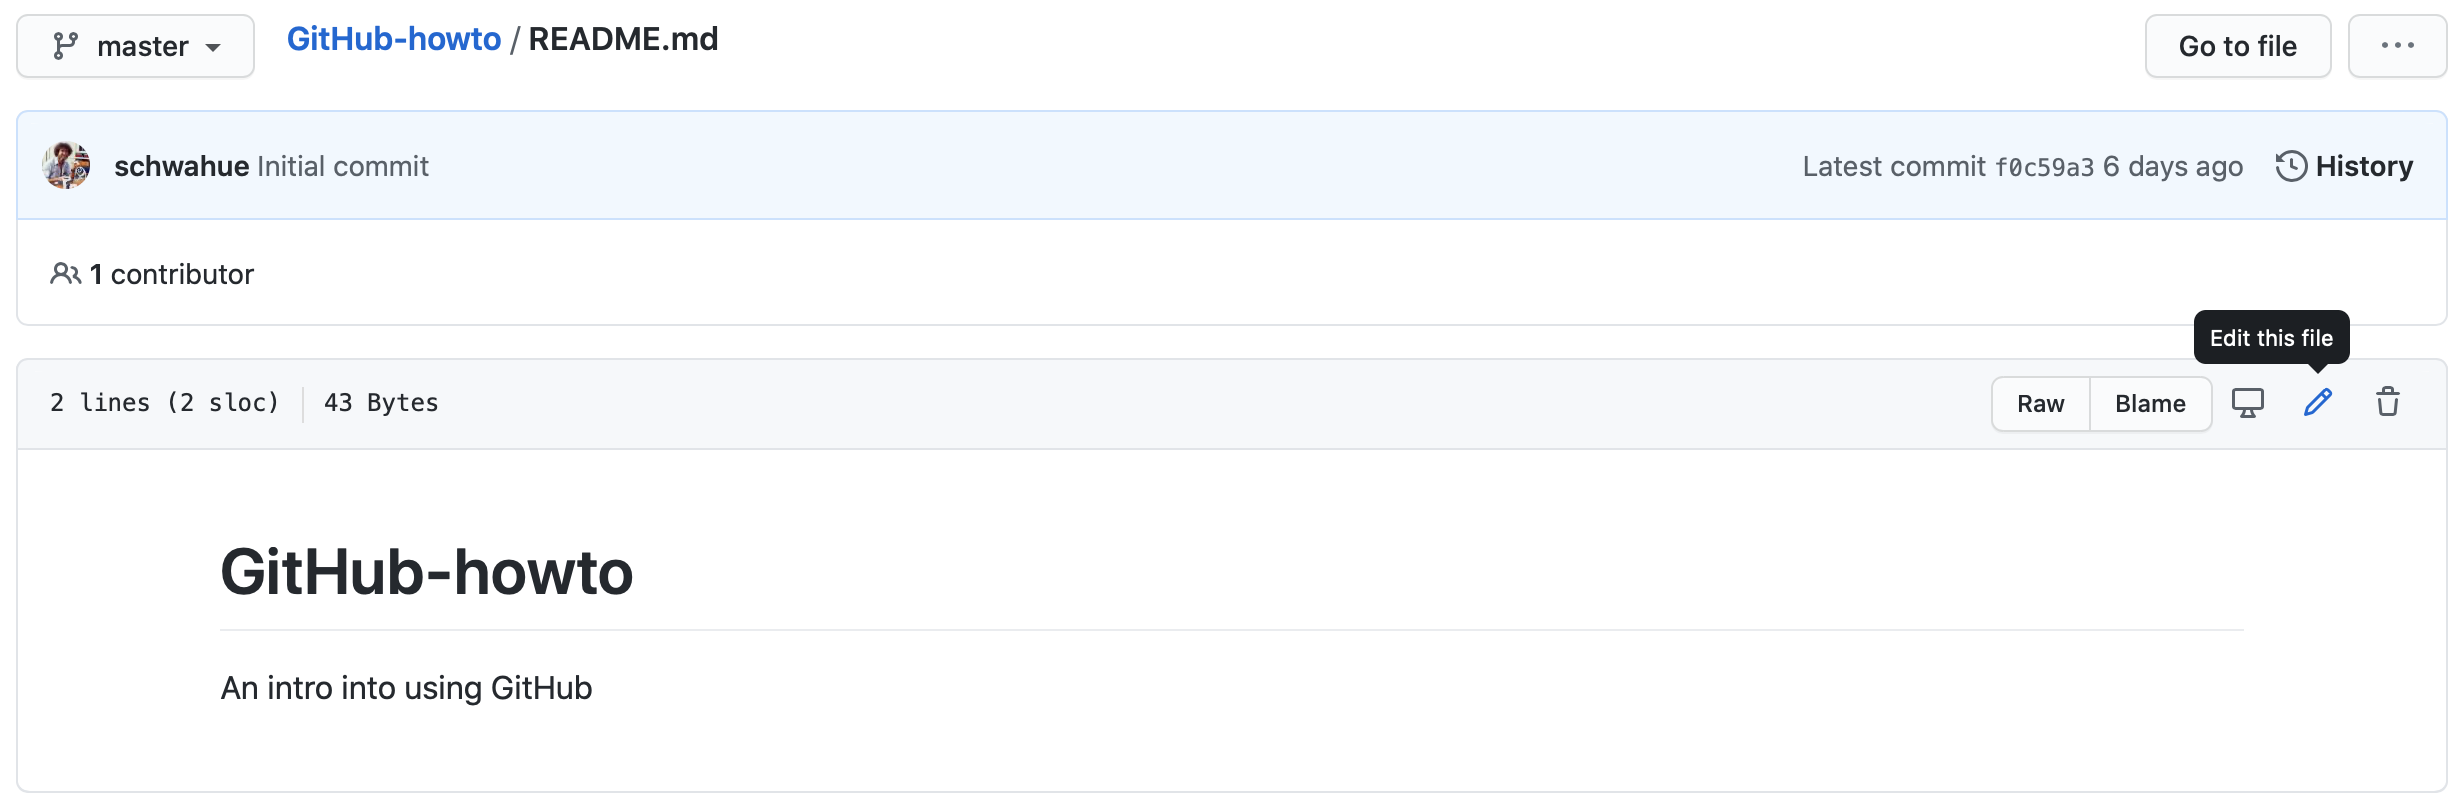 master GitHub-howto / README.md Go to file
schwahue Initial commit Latest commit f0c59a3 6 days ago History
1 contributor
Edit this file
2 lines (2 sloc) 43 Bytes Raw Blame
GitHub-howto
An intro into using GitHub